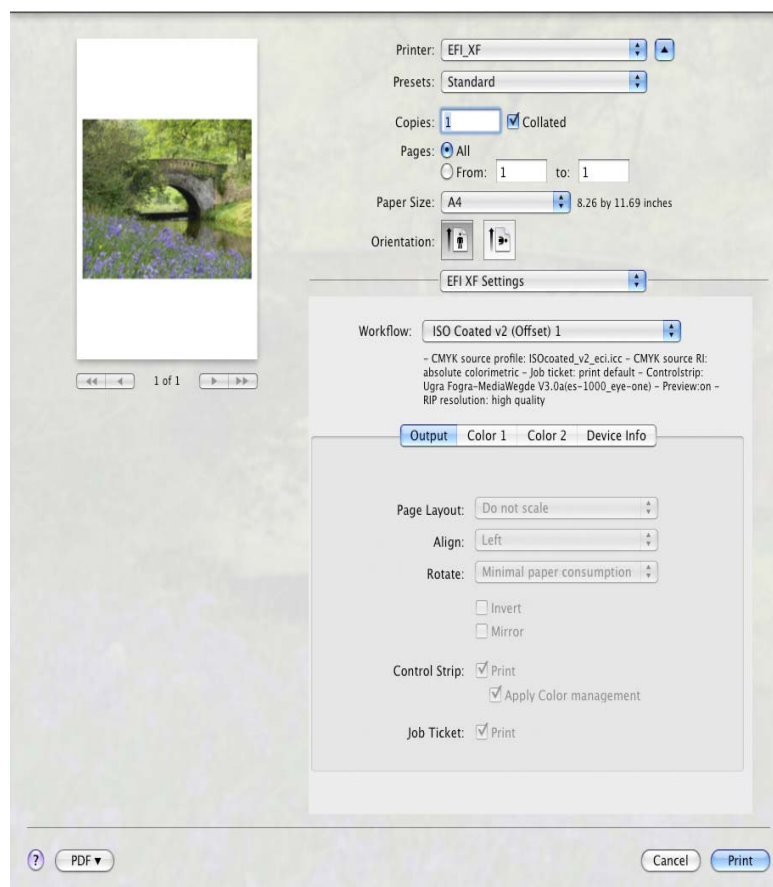 Printer: EFI_XF
Presets: Standard
Copies: 1 Collated
Pages: All
From: 1 to: 1
Paper Size: A4 8.26 by 11.69 inches
Orientation:
EFI XF Settings
1 of 1
Workflow: ISO Coated v2 (Offset) 1
– CMYK source profile: ISOcoated_v2_eci.icc – CMYK source RI:
absolute colorimetric – Job ticket: print default – Controlstrip:
Ugra Fogra-MediaWegde V3.0a(es-1000_eye-one) – Preview:on –
RIP resolution: high quality
Output Color 1 Color 2 Device Info
Page Layout: Do not scale
Align: Left
Rotate: Minimal paper consumption
Invert
Mirror
Control Strip: Print
Apply Color management
Job Ticket: Print
? PDF ▾ Cancel Print